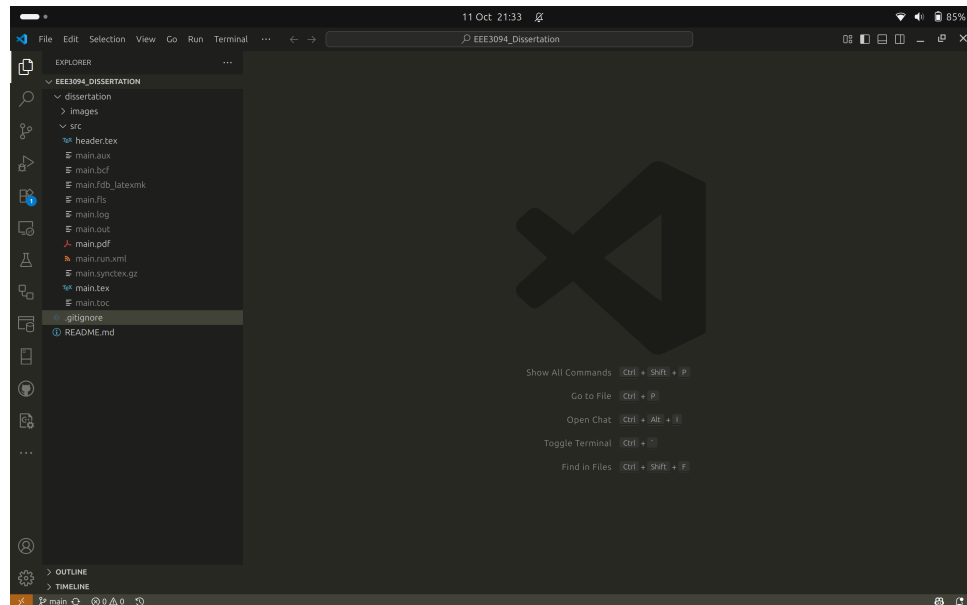 11 Oct 21:33
85%
File Edit Selection View Go Run Terminal ···
EEE3094_Dissertation
EXPLORER
EEE3094_DISSERTATION
dissertation
images
src
TEX header.tex
main.aux
main.bcf
main.fdb_latexmk
main.fls
main.log
main.out
main.pdf
main.run.xml
main.synctex.gz
TEX main.tex
main.toc
.gitignore
README.md
1
Show All Commands Ctrl + Shift + P
Go to File Ctrl + P
Open Chat Ctrl + Alt + I
Toggle Terminal Ctrl + `
Find in Files Ctrl + Shift + F
OUTLINE
TIMELINE
main 0 0